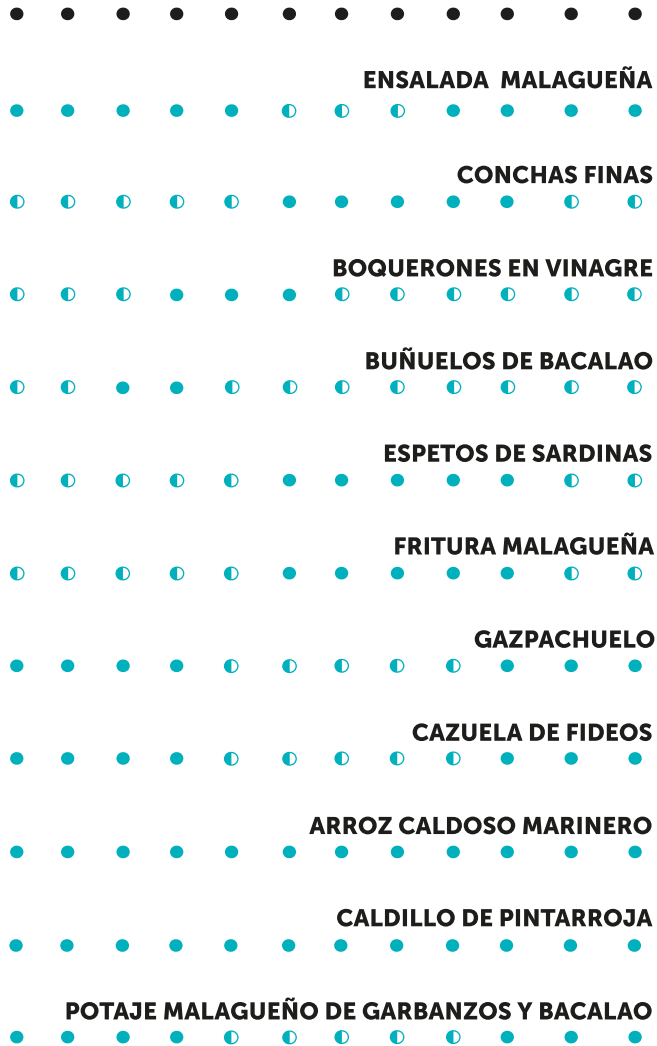 ENSALADA MALAGUEÑA
CONCHAS FINAS
BOQUERONES EN VINAGRE
BUÑUELOS DE BACALAO
ESPETOS DE SARDINAS
FRITURA MALAGUEÑA
GAZPACHUELO
CAZUELA DE FIDEOS
ARROZ CALDOSO MARINERO
CALDILLO DE PINTARROJA
POTAJE MALAGUEÑO DE GARBANZOS Y BACALAO